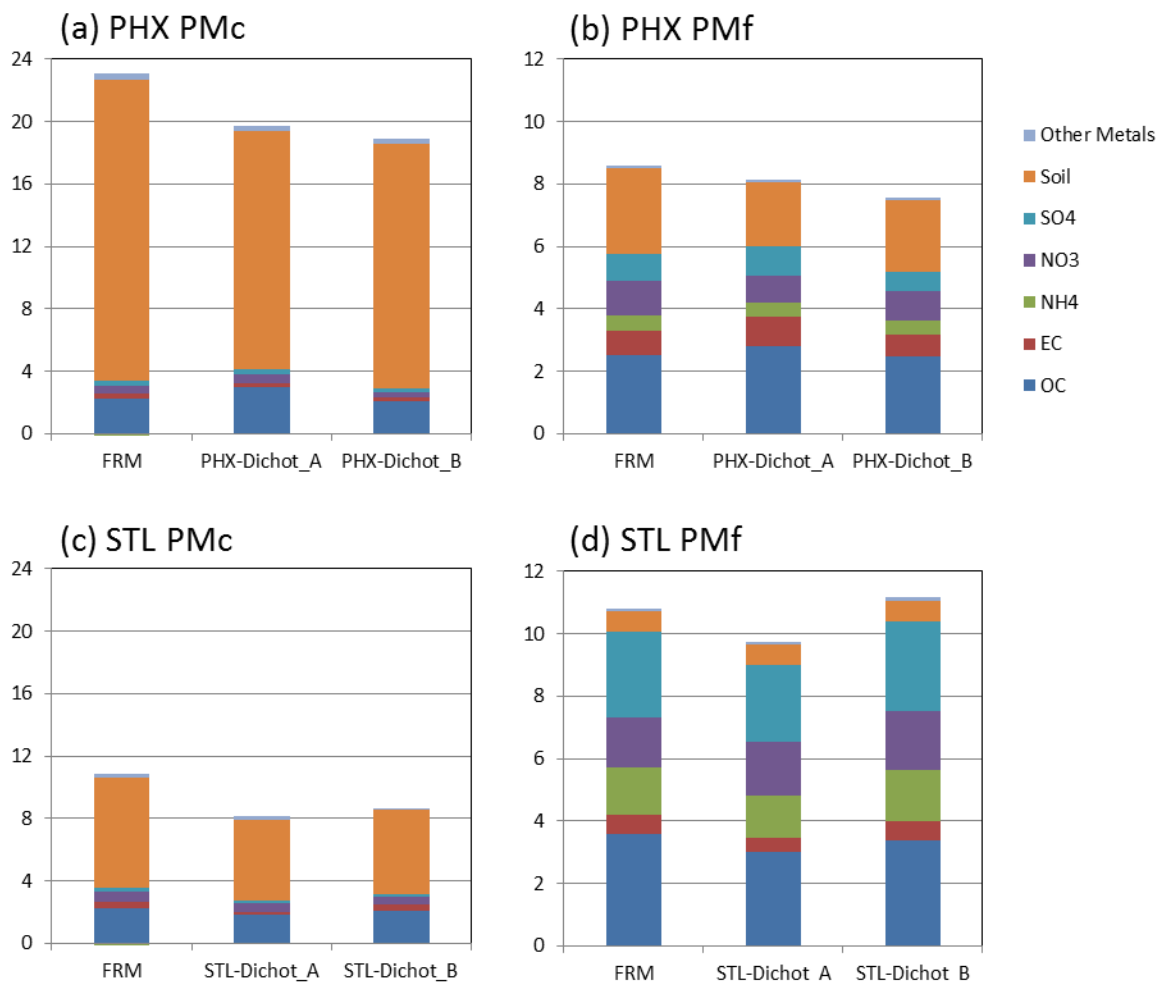 (a) PHX PMc
24
20
16
12
8
4
0
FRM PHX-Dichot_A PHX-Dichot_B
(b) PHX PMf
12
10
8
6
4
2
0
FRM PHX-Dichot_A PHX-Dichot_B
Other Metals
Soil
SO4
NO3
NH4
EC
OC
(c) STL PMc
24
20
16
12
8
4
0
FRM STL-Dichot_A STL-Dichot_B
(d) STL PMf
12
10
8
6
4
2
0
FRM STL-Dichot A STL-Dichot B